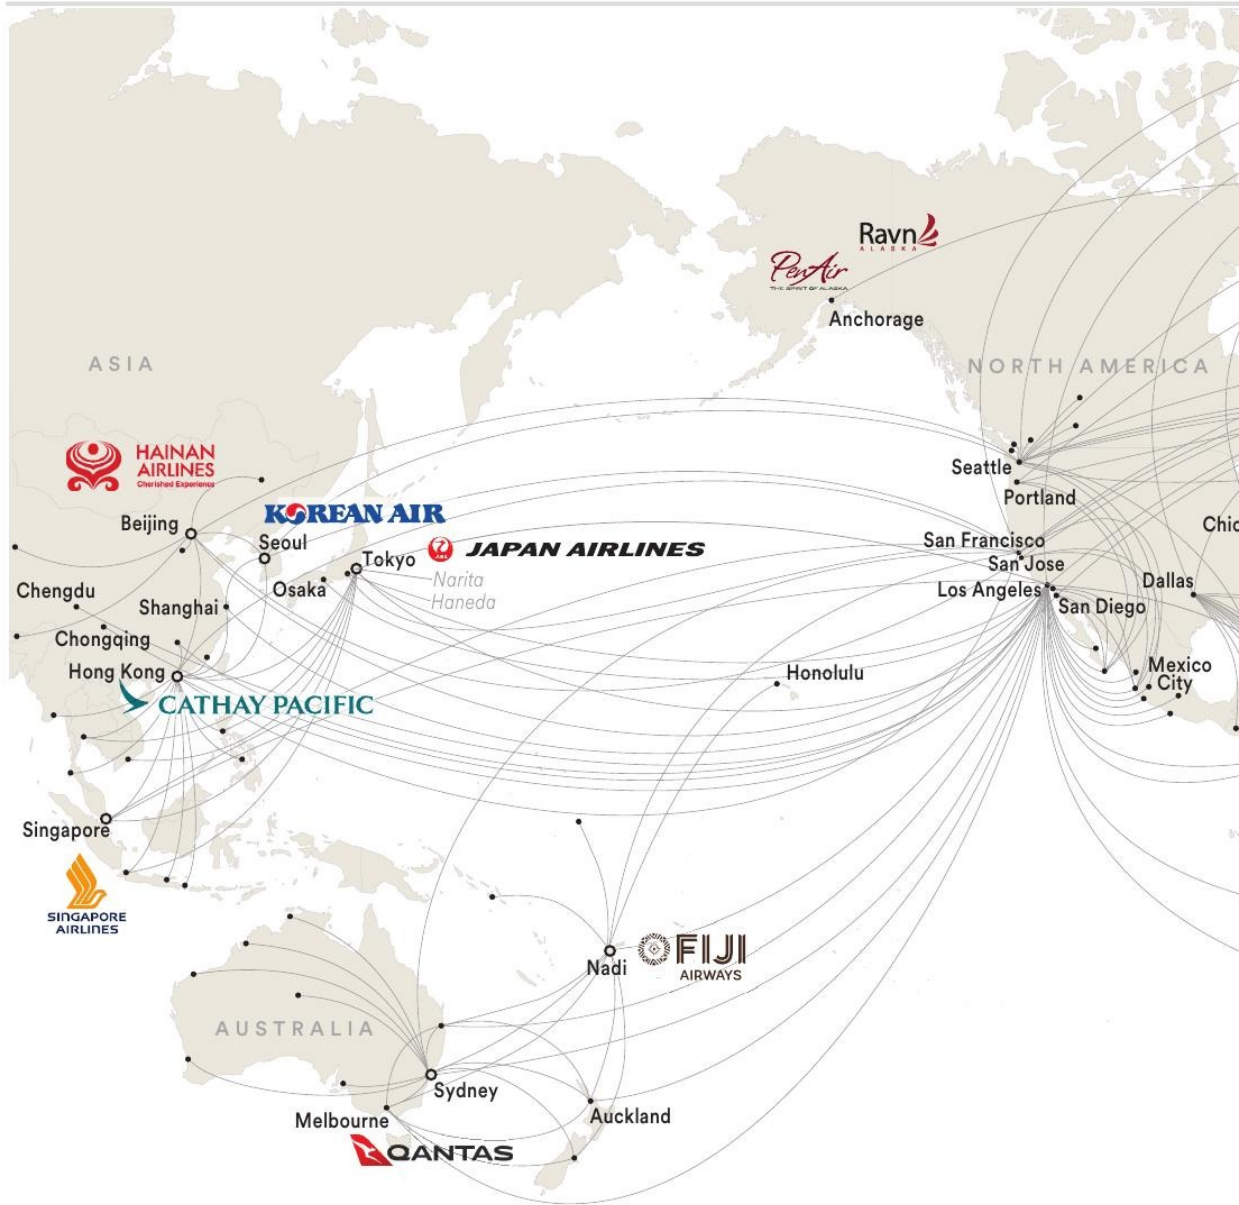 Ravn
ALASKA
PenAir
THE SPIRIT OF ALASKA
Anchorage
ASIA
NORTH AMERICA
HAINAN
AIRLINES
Cherished Experience
Seattle
Portland
KOREAN AIR
Beijing
Seoul
Chic
San Francisco
JAL
JAPAN AIRLINES
Tokyo
San Jose
Narita
Haneda
Osaka
Dallas
Chengdu
Los Angeles
San Diego
Shanghai
Chongqing
Hong Kong
Honolulu
Mexico
City
CATHAY PACIFIC
Singapore
SINGAPORE
AIRLINES
FIJI
AIRWAYS
Nadi
AUSTRALIA
Sydney
Melbourne
Auckland
QANTAS